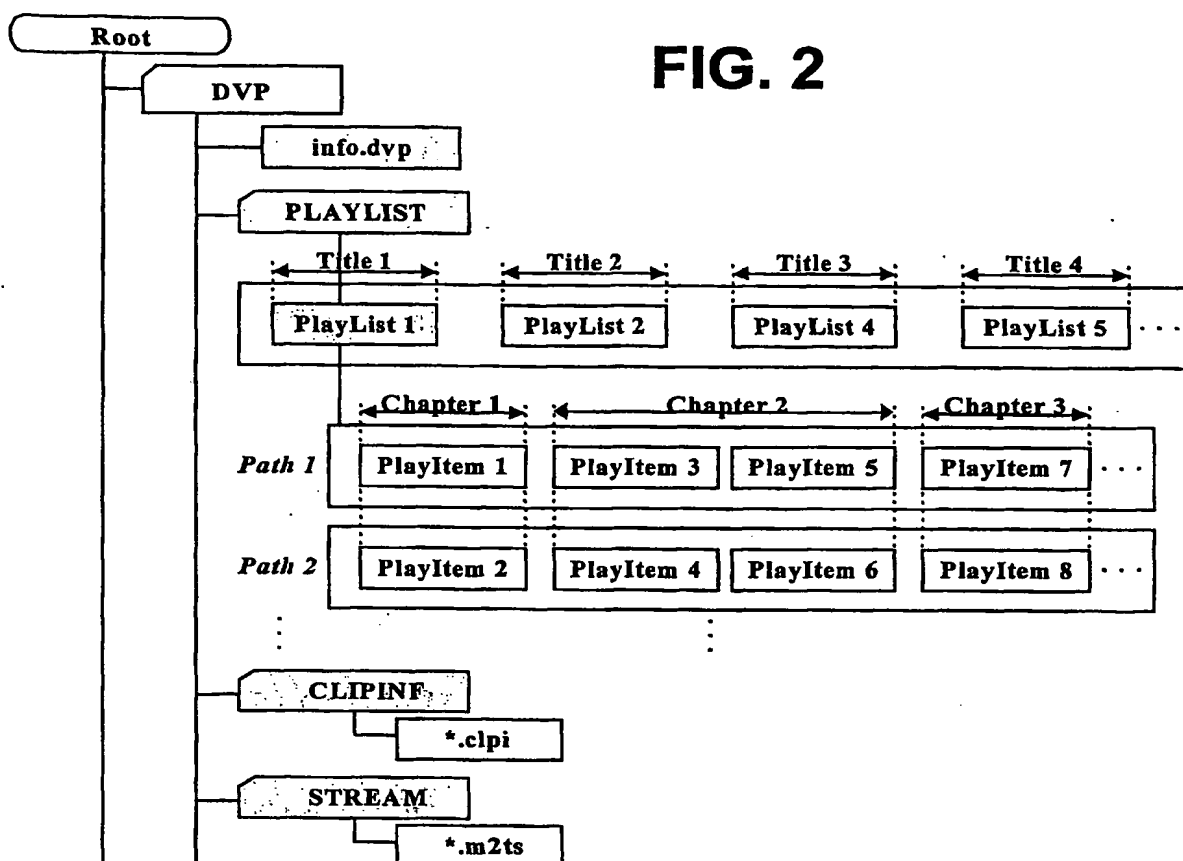 Root
FIG. 2
DVP
info.dvp
PLAYLIST
Title 1 Title 2 Title 3 Title 4
PlayList 1 PlayList 2 PlayList 4 PlayList 5 . . .
Chapter 1 Chapter 2 Chapter 3
Path 1 PlayItem 1 PlayItem 3 PlayItem 5 PlayItem 7 . . .
Path 2 PlayItem 2 PlayItem 4 PlayItem 6 PlayItem 8 . . .
CLIPINF
*.clpi
STREAM
*.m2ts